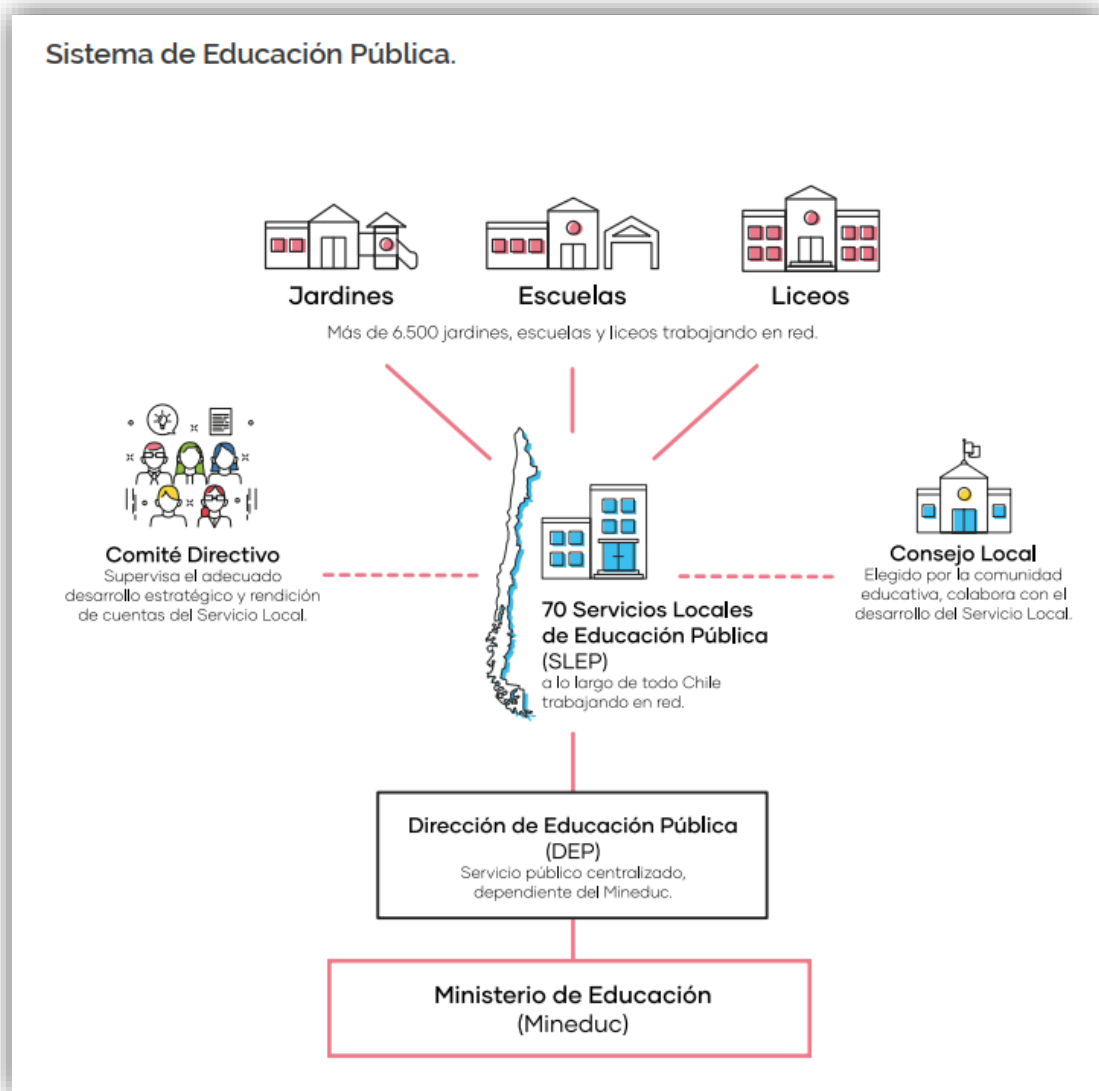 Sistema de Educación Pública.
Jardines
Escuelas
Liceos
Más de 6.500 jardines, escuelas y liceos trabajando en red.
Comité Directivo
Supervisa el adecuado
desarrollo estratégico y rendición
de cuentas del Servicio Local.
70 Servicios Locales
de Educación Pública
(SLEP)
a lo largo de todo Chile
trabajando en red.
Consejo Local
Elegido por la comunidad
educativa, colabora con el
desarrollo del Servicio Local.
Dirección de Educación Pública
(DEP)
Servicio público centralizado,
dependiente del Mineduc.
Ministerio de Educación
(Mineduc)